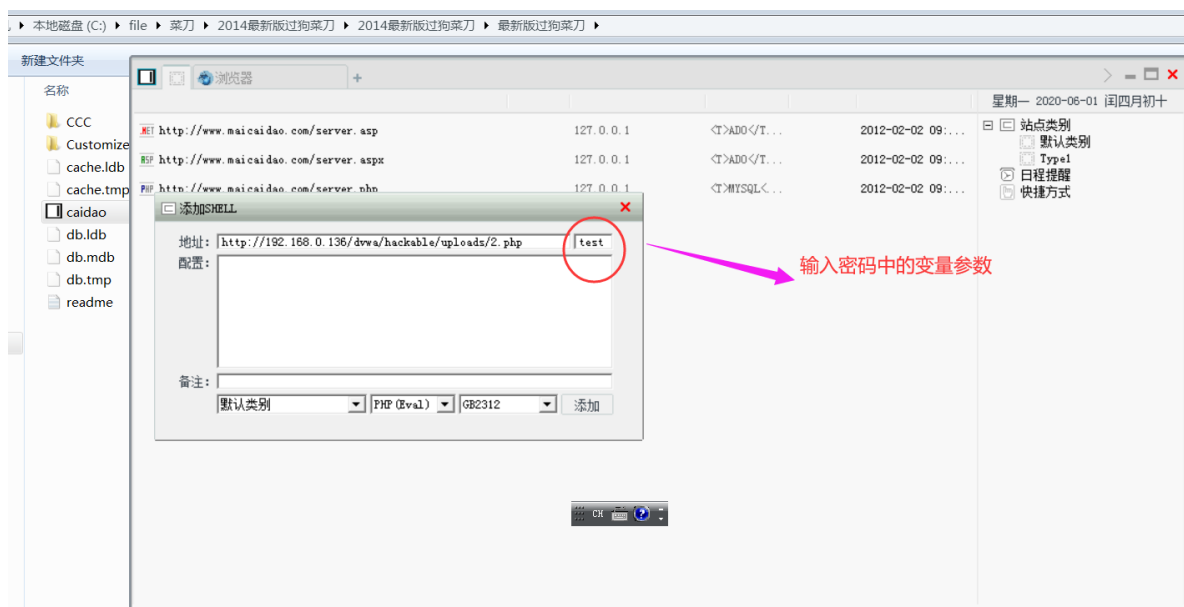 本地磁盘 (C:) ▸ file ▸ 菜刀 ▸ 2014最新版过狗菜刀 ▸ 2014最新版过狗菜刀 ▸ 最新版过狗菜刀 ▸
新建文件夹
名称
CCC
Customize
cache.ldb
cache.tmp
caidao
db.ldb
db.mdb
db.tmp
readme
浏览器 +
星期一 2020-06-01 闰四月初十
http://www.maicaidao.com/server.asp 127.0.0.1 <T>ADO</T... 2012-02-02 09:...
http://www.maicaidao.com/server.aspx 127.0.0.1 <T>ADO</T... 2012-02-02 09:...
PHP http://www.maicaidao.com/server.php 127.0.0.1 <T>MYSQL<... 2012-02-02 09:...
站点类别
默认类别
Type1
日程提醒
快捷方式
添加SHELL
地址: http://192.168.0.136/dvwa/hackable/uploads/2.php test
配置:
备注:
默认类别 PHP(Eval) GB2312 添加
输入密码中的变量参数
CH